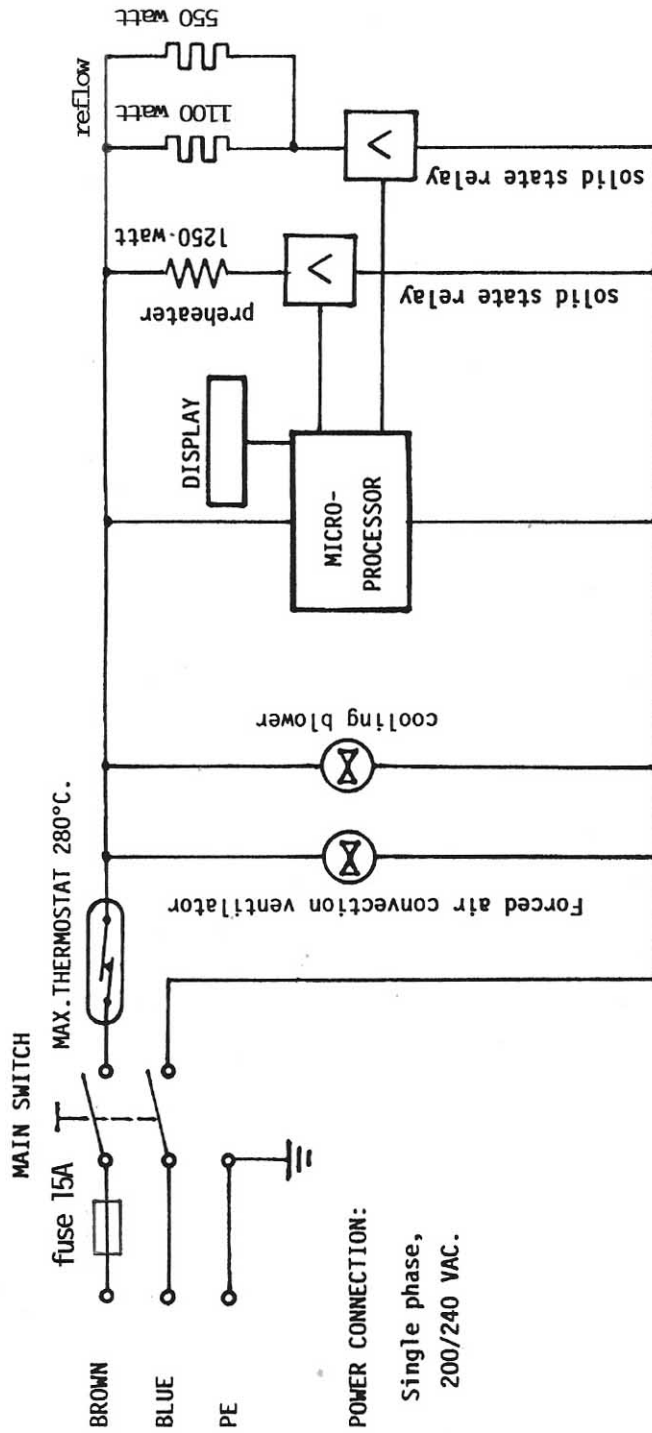 MAIN SWITCH
fuse 15A
MAX.THERMOSTAT 280°C.
BROWN
BLUE
PE
POWER CONNECTION:
Single phase,
200/240 VAC.
Forced air convection ventilator
cooling blower
DISPLAY
MICRO-
PROCESSOR
preheater
1250-watt
solid state relay
reflow
1100 watt
550 watt
solid state relay